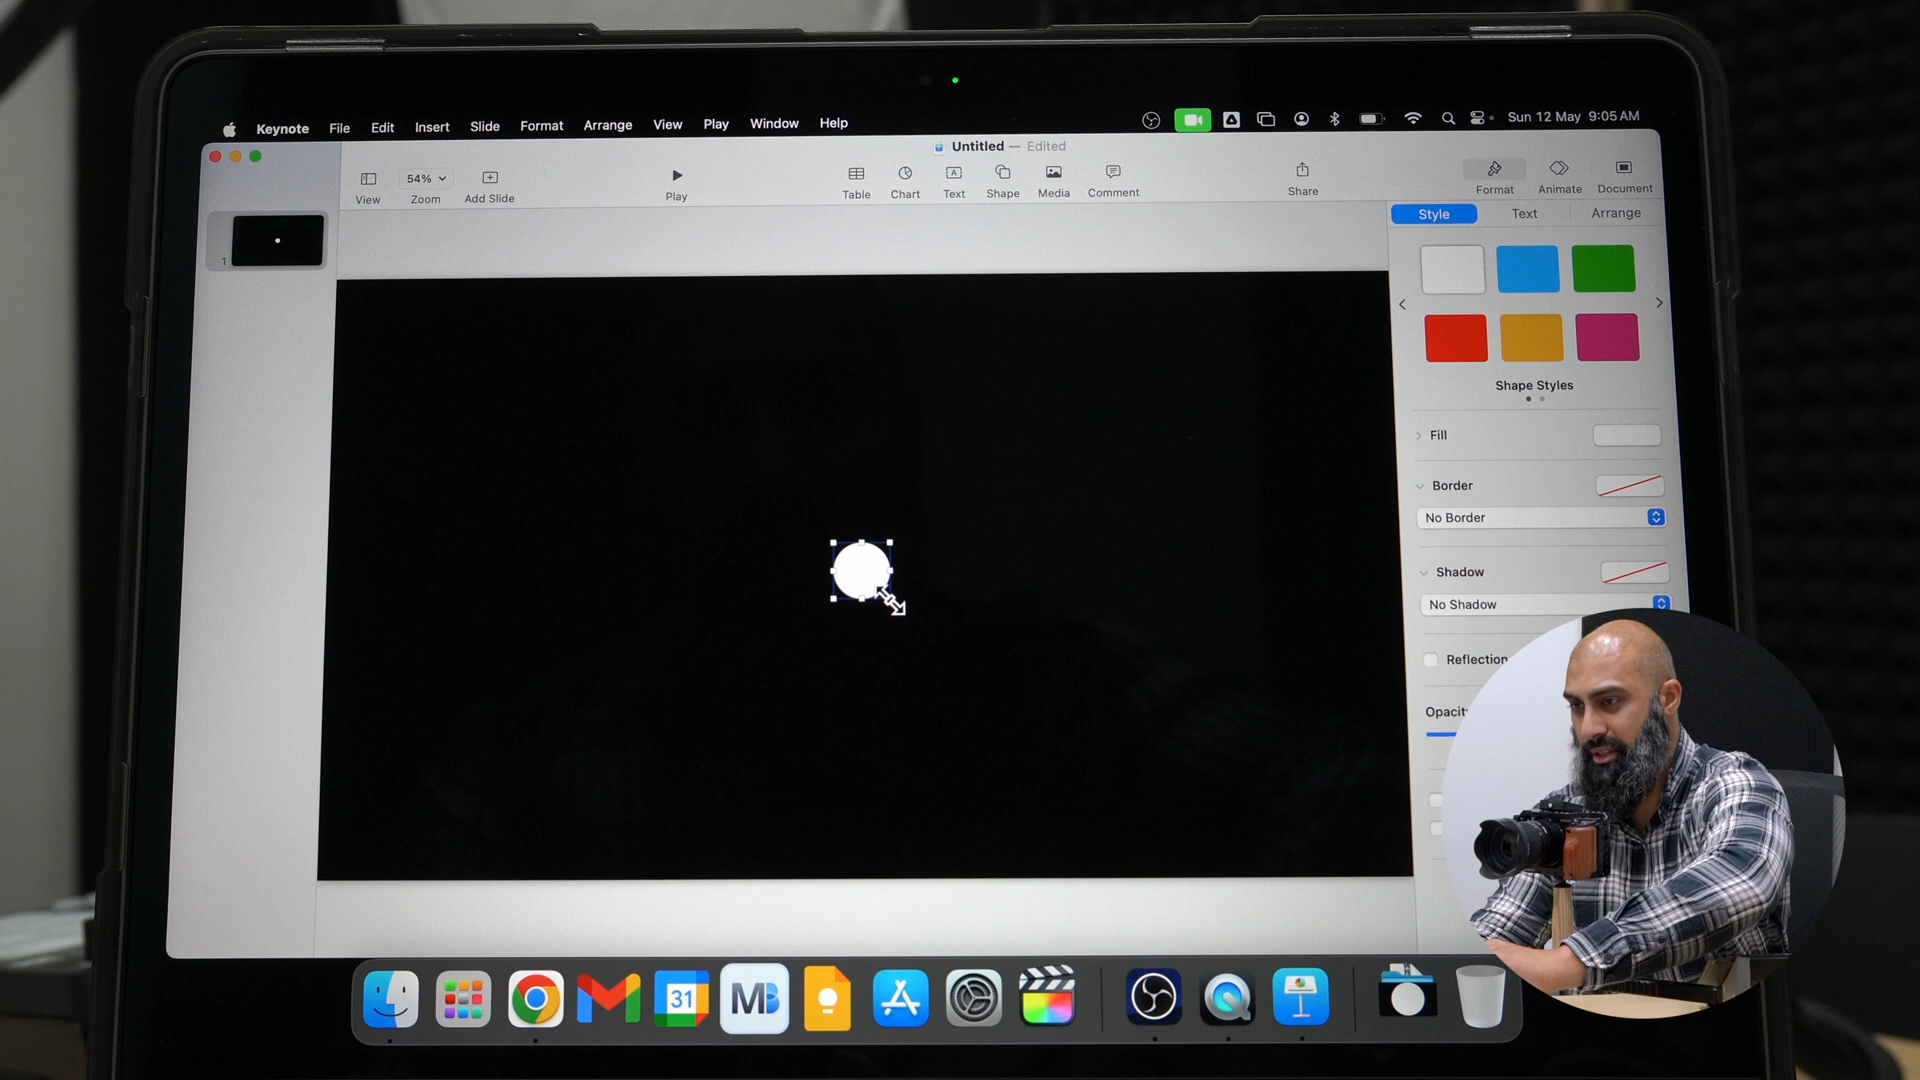 Keynote File Edit Insert Slide Format Arrange View Play Window Help Sun 12 May 9:05 AM
Untitled — Edited
54%
View Zoom Add Slide Play Table Chart Text Shape Media Comment Share Format Animate Document
Style Text Arrange
1
Shape Styles
Fill
Border
No Border
Shadow
No Shadow
Reflection
31
MB